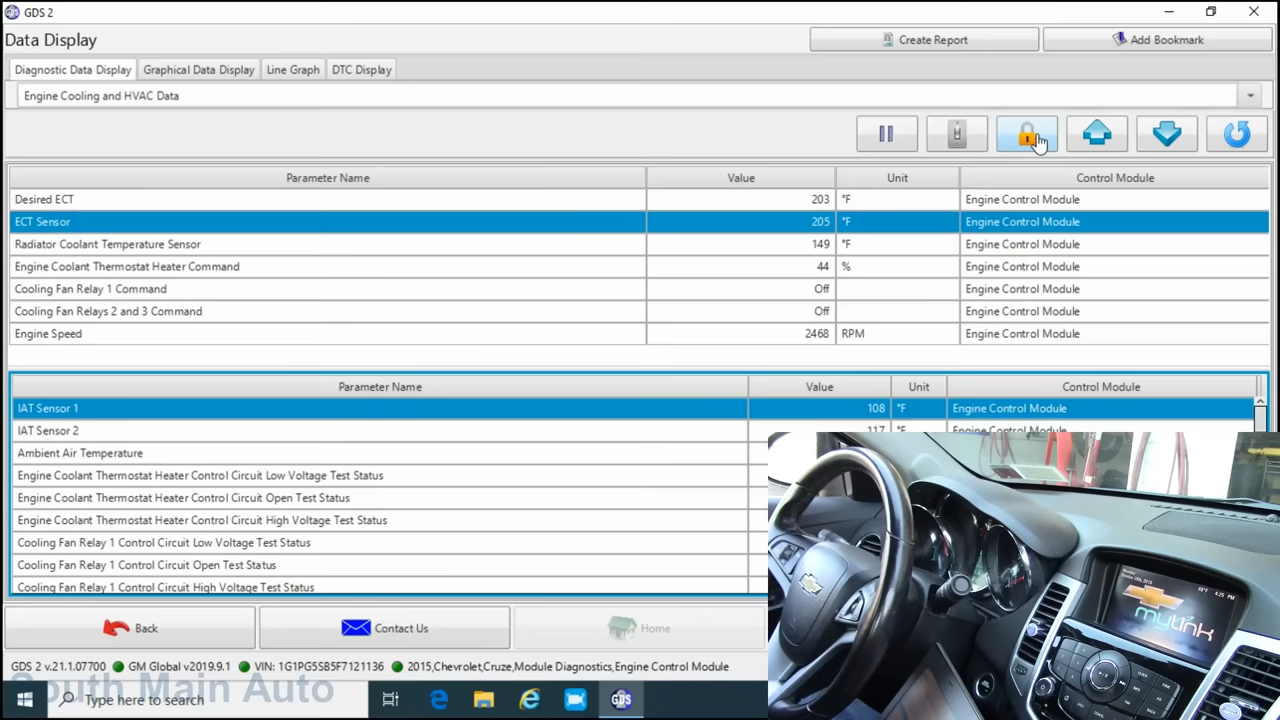 GDS 2
Data Display
Create Report
Add Bookmark
Diagnostic Data Display Graphical Data Display Line Graph DTC Display
Engine Cooling and HVAC Data
Parameter Name Value Unit Control Module
Desired ECT 203 °F Engine Control Module
ECT Sensor 205 °F Engine Control Module
Radiator Coolant Temperature Sensor 149 °F Engine Control Module
Engine Coolant Thermostat Heater Command 44 % Engine Control Module
Cooling Fan Relay 1 Command Off Engine Control Module
Cooling Fan Relays 2 and 3 Command Off Engine Control Module
Engine Speed 2468 RPM Engine Control Module
Parameter Name Value Unit Control Module
IAT Sensor 1 108 °F Engine Control Module
IAT Sensor 2 117 °F Engine Control Module
Ambient Air Temperature
Engine Coolant Thermostat Heater Control Circuit Low Voltage Test Status
Engine Coolant Thermostat Heater Control Circuit Open Test Status
Engine Coolant Thermostat Heater Control Circuit High Voltage Test Status
Cooling Fan Relay 1 Control Circuit Low Voltage Test Status
Cooling Fan Relay 1 Control Circuit Open Test Status
Cooling Fan Relay 1 Control Circuit High Voltage Test Status
Back
Contact Us
Home
GDS 2 v.21.1.07700 GM Global v2019.9.1 VIN: 1G1PG5SB5F7121136 2015,Chevrolet,Cruze,Module Diagnostics,Engine Control Module
South Main Auto
Type here to search
GDS
4:25 PM
mylink